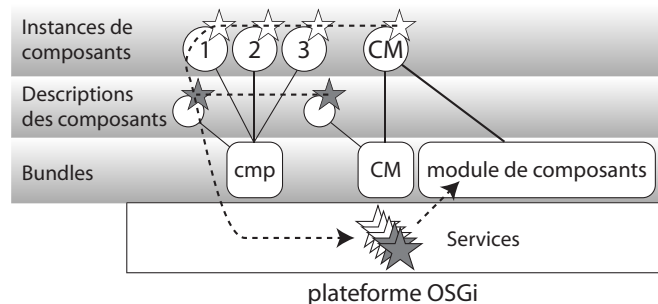 Instances de
composants
1 2 3 CM
Descriptions
des composants
Bundles
cmp CM module de composants
Services
plateforme OSGi